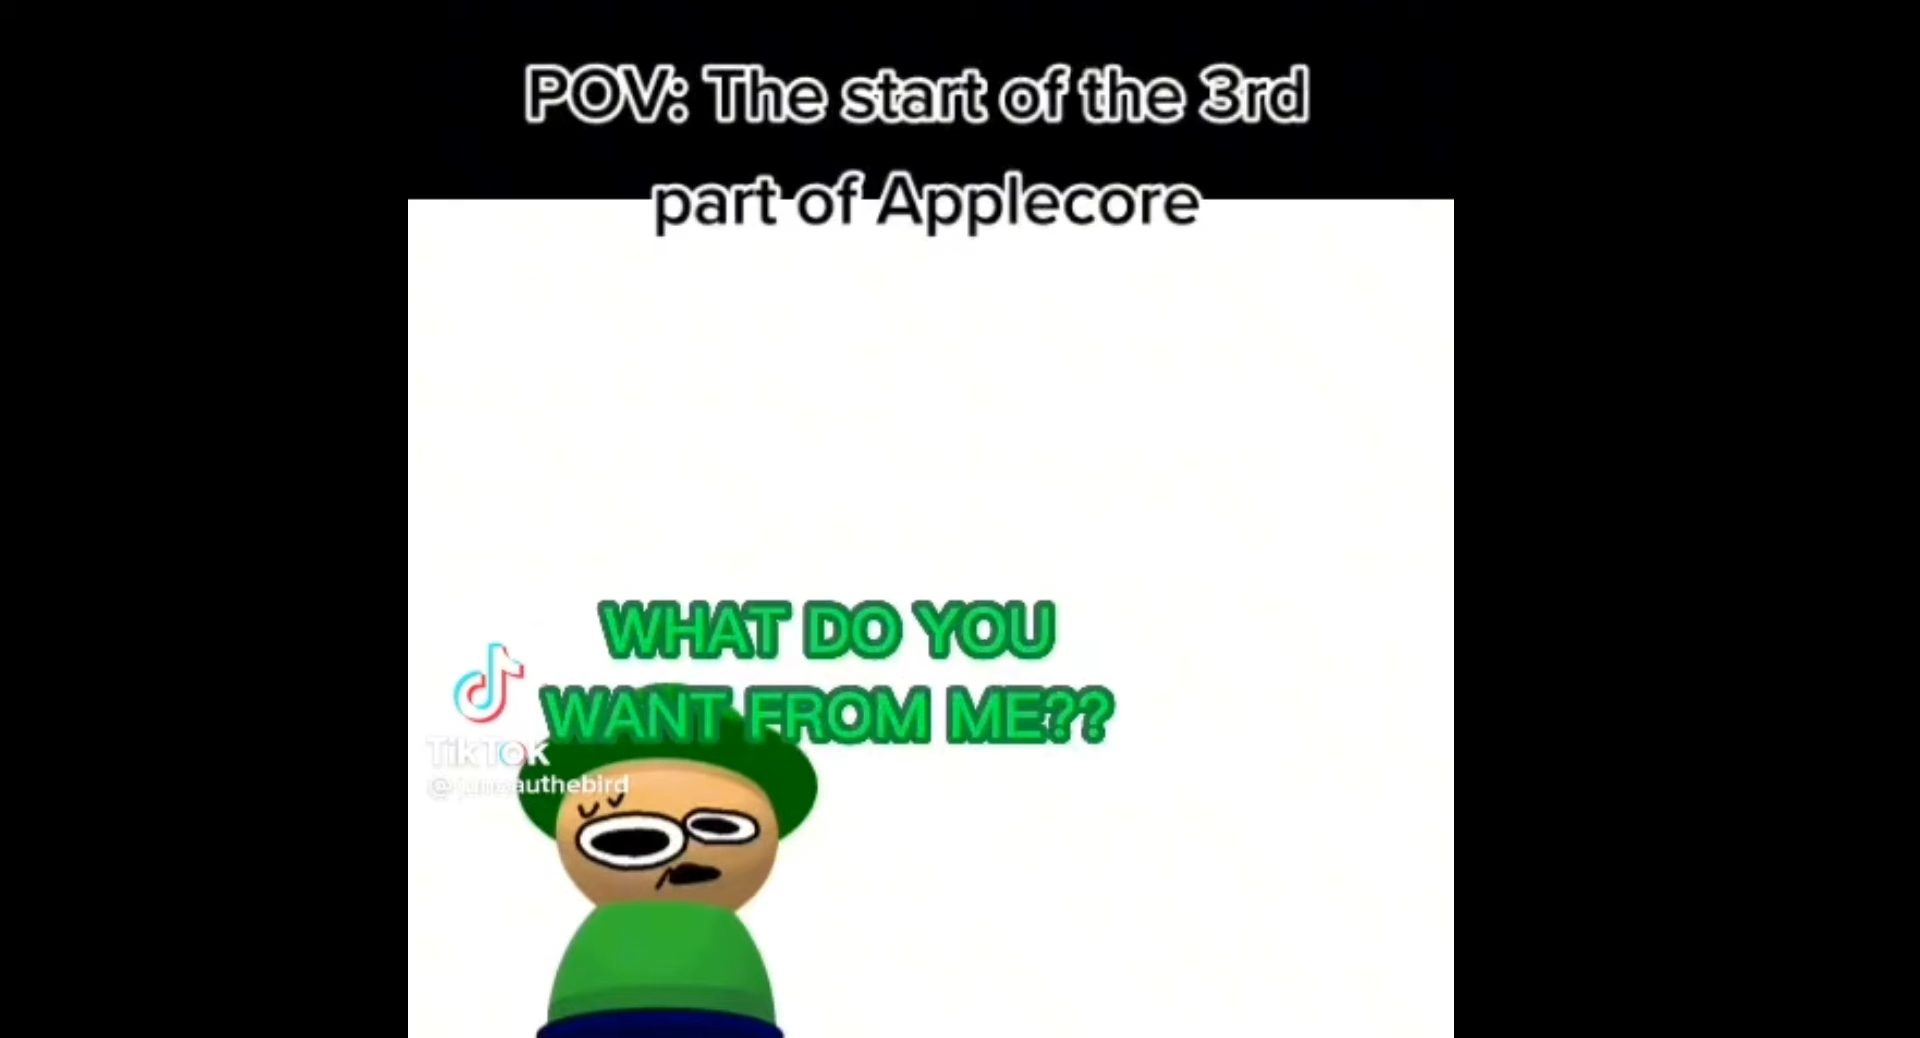 POV: The start of the 3rd
part of Applecore
WHAT DO YOU
WANT FROM ME??
TikTok